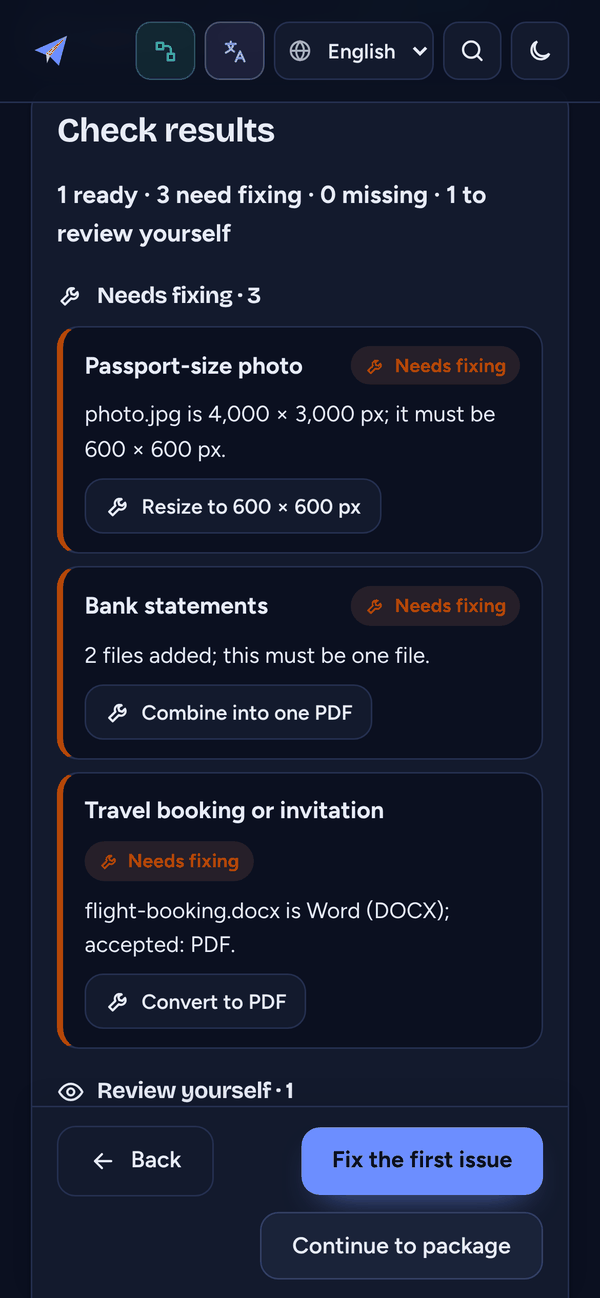 文A
English
Check results
1 ready · 3 need fixing · 0 missing · 1 to
review yourself
Needs fixing · 3
Passport-size photo
Needs fixing
photo.jpg is 4,000 × 3,000 px; it must be
600 × 600 px.
Resize to 600 × 600 px
Bank statements
Needs fixing
2 files added; this must be one file.
Combine into one PDF
Travel booking or invitation
Needs fixing
flight-booking.docx is Word (DOCX);
accepted: PDF.
Convert to PDF
Review yourself · 1
Back
Fix the first issue
Continue to package